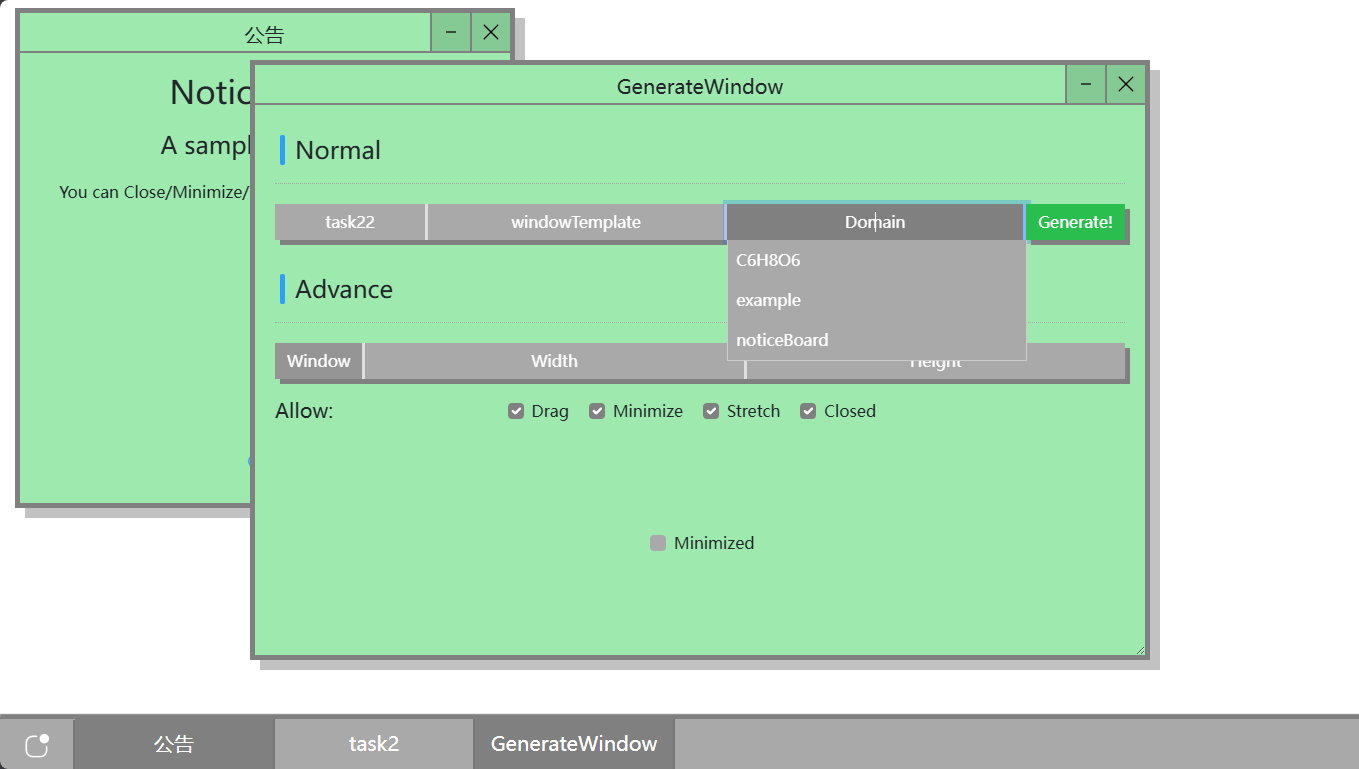 公告
Notic
A sampl
You can Close/Minimize/
GenerateWindow
Normal
task22 windowTemplate Domain Generate!
C6H8O6
example
noticeBoard
Advance
Window Width Height
Allow: Drag Minimize Stretch Closed
Minimized
公告 task2 GenerateWindow